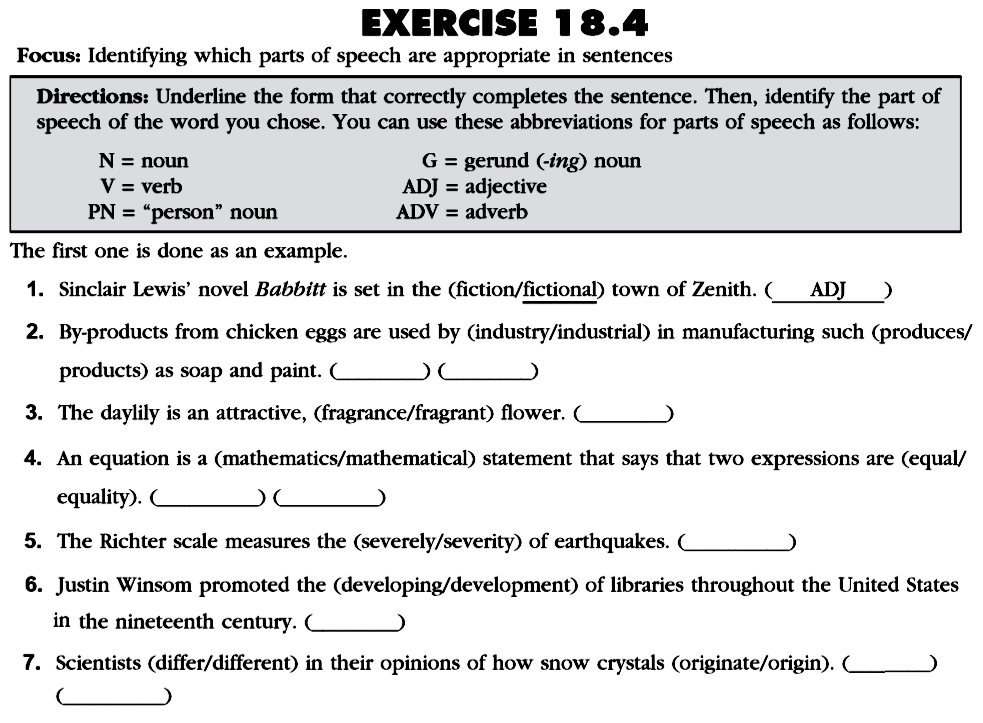 EXERCISE 18.4
Focus: Identifying which parts of speech are appropriate in sentences
Directions: Underline the form that correctly completes the sentence. Then, identify the part of
speech of the word you chose. You can use these abbreviations for parts of speech as follows:
N = noun G = gerund (-ing) noun
V = verb ADJ = adjective
PN = “person” noun ADV = adverb
The first one is done as an example.
1. Sinclair Lewis’ novel Babbitt is set in the (fiction/fictional) town of Zenith. ( ADJ )
2. By-products from chicken eggs are used by (industry/industrial) in manufacturing such (produces/
products) as soap and paint. (________) (________)
3. The daylily is an attractive, (fragrance/fragrant) flower. (________)
4. An equation is a (mathematics/mathematical) statement that says that two expressions are (equal/
equality). (_________) (_________)
5. The Richter scale measures the (severely/severity) of earthquakes. (_________)
6. Justin Winsom promoted the (developing/development) of libraries throughout the United States
in the nineteenth century. (________)
7. Scientists (differ/different) in their opinions of how snow crystals (originate/origin). (________)
(_________)